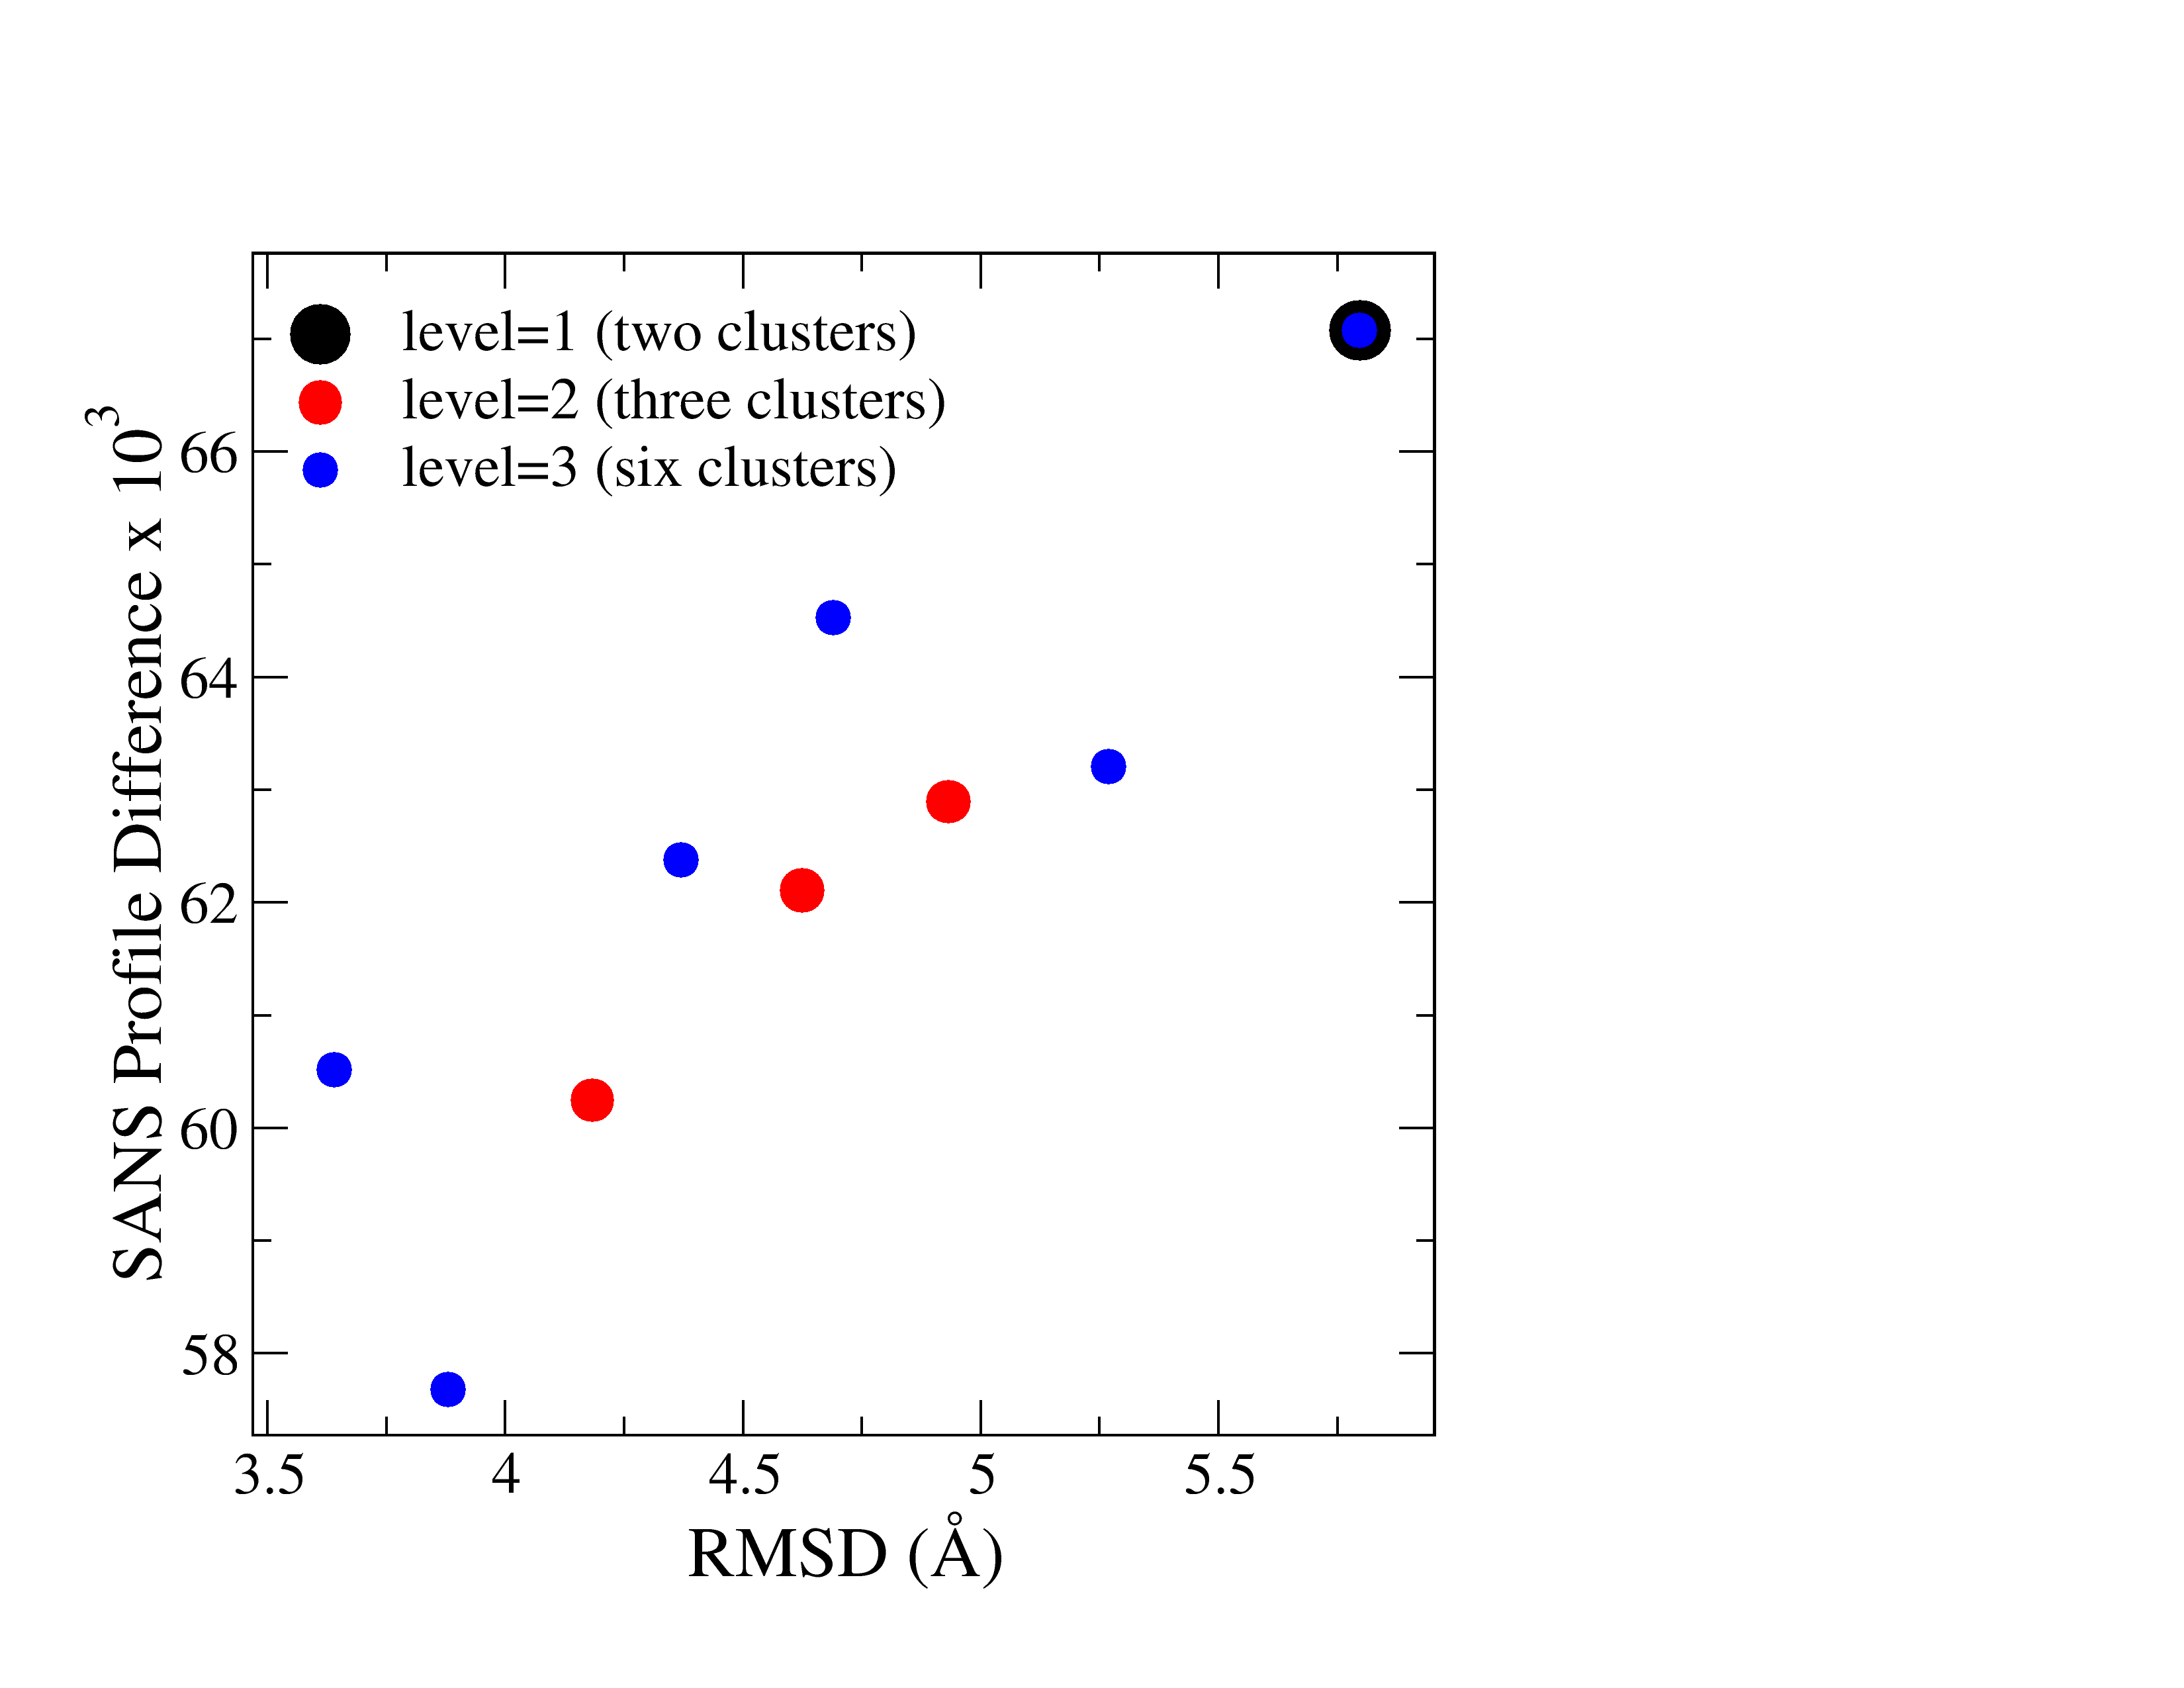 level=1 (two clusters)
level=2 (three clusters)
level=3 (six clusters)
SANS Profile Difference x 10³
66
64
62
60
58
3.5 4 4.5 5 5.5
RMSD (Å)